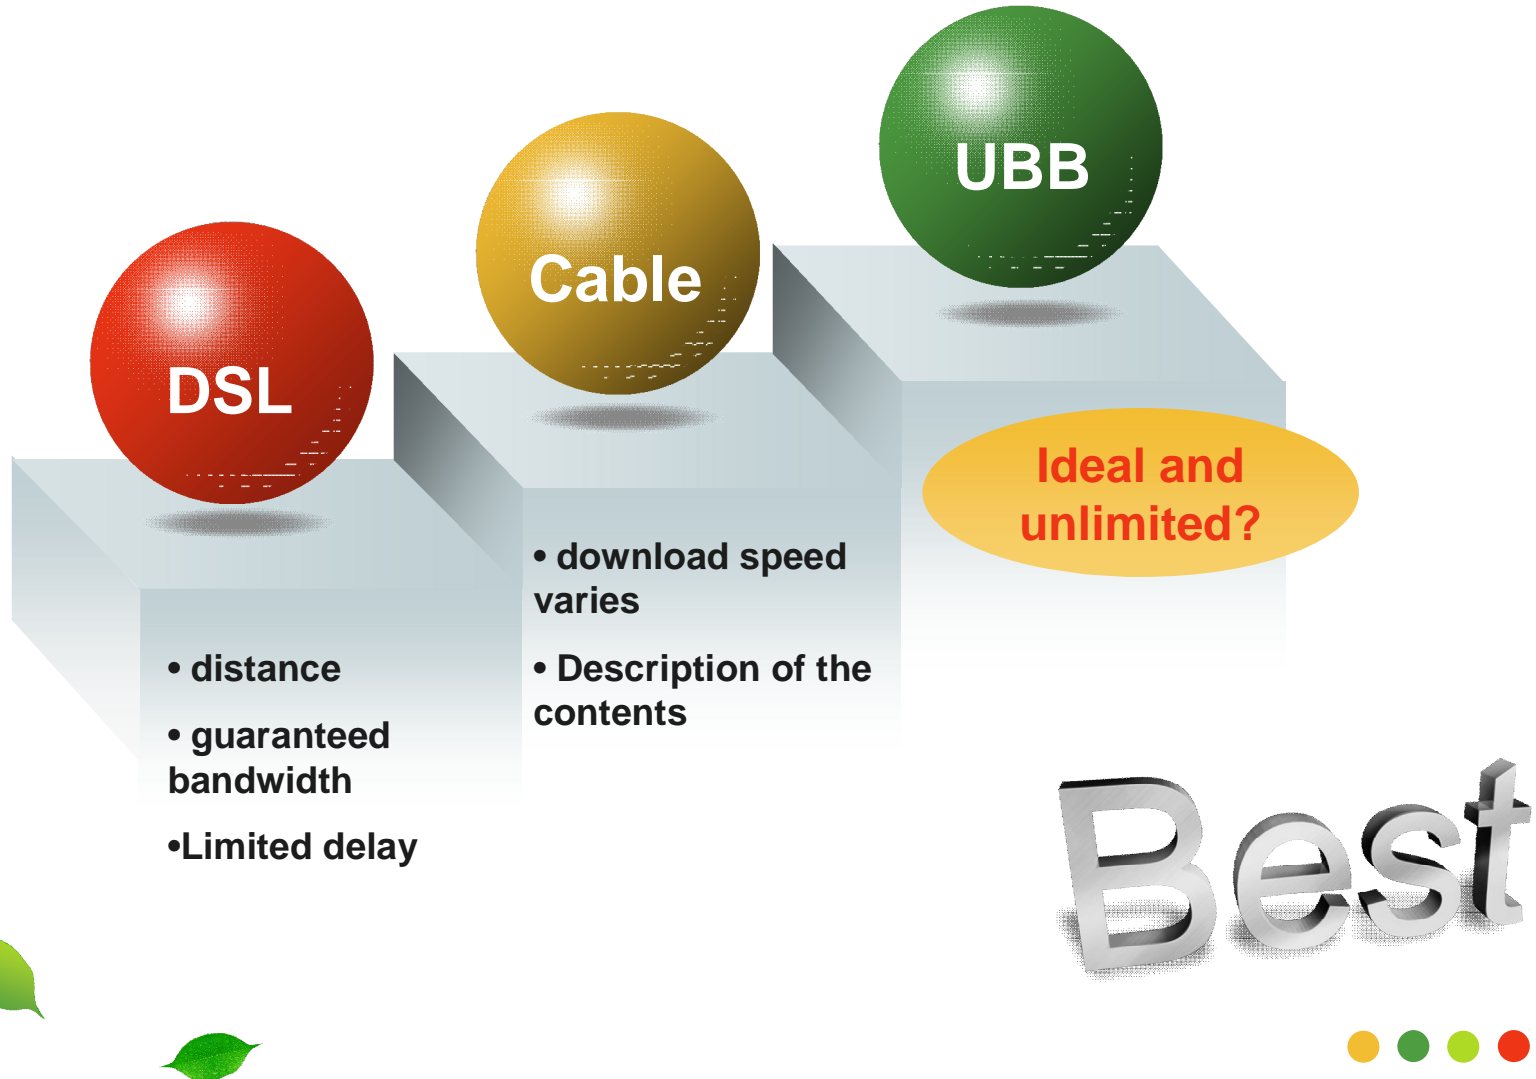 UBB
Cable
DSL
Ideal and
unlimited?
• download speed
varies
• Description of the
contents
• distance
• guaranteed
bandwidth
•Limited delay
Best